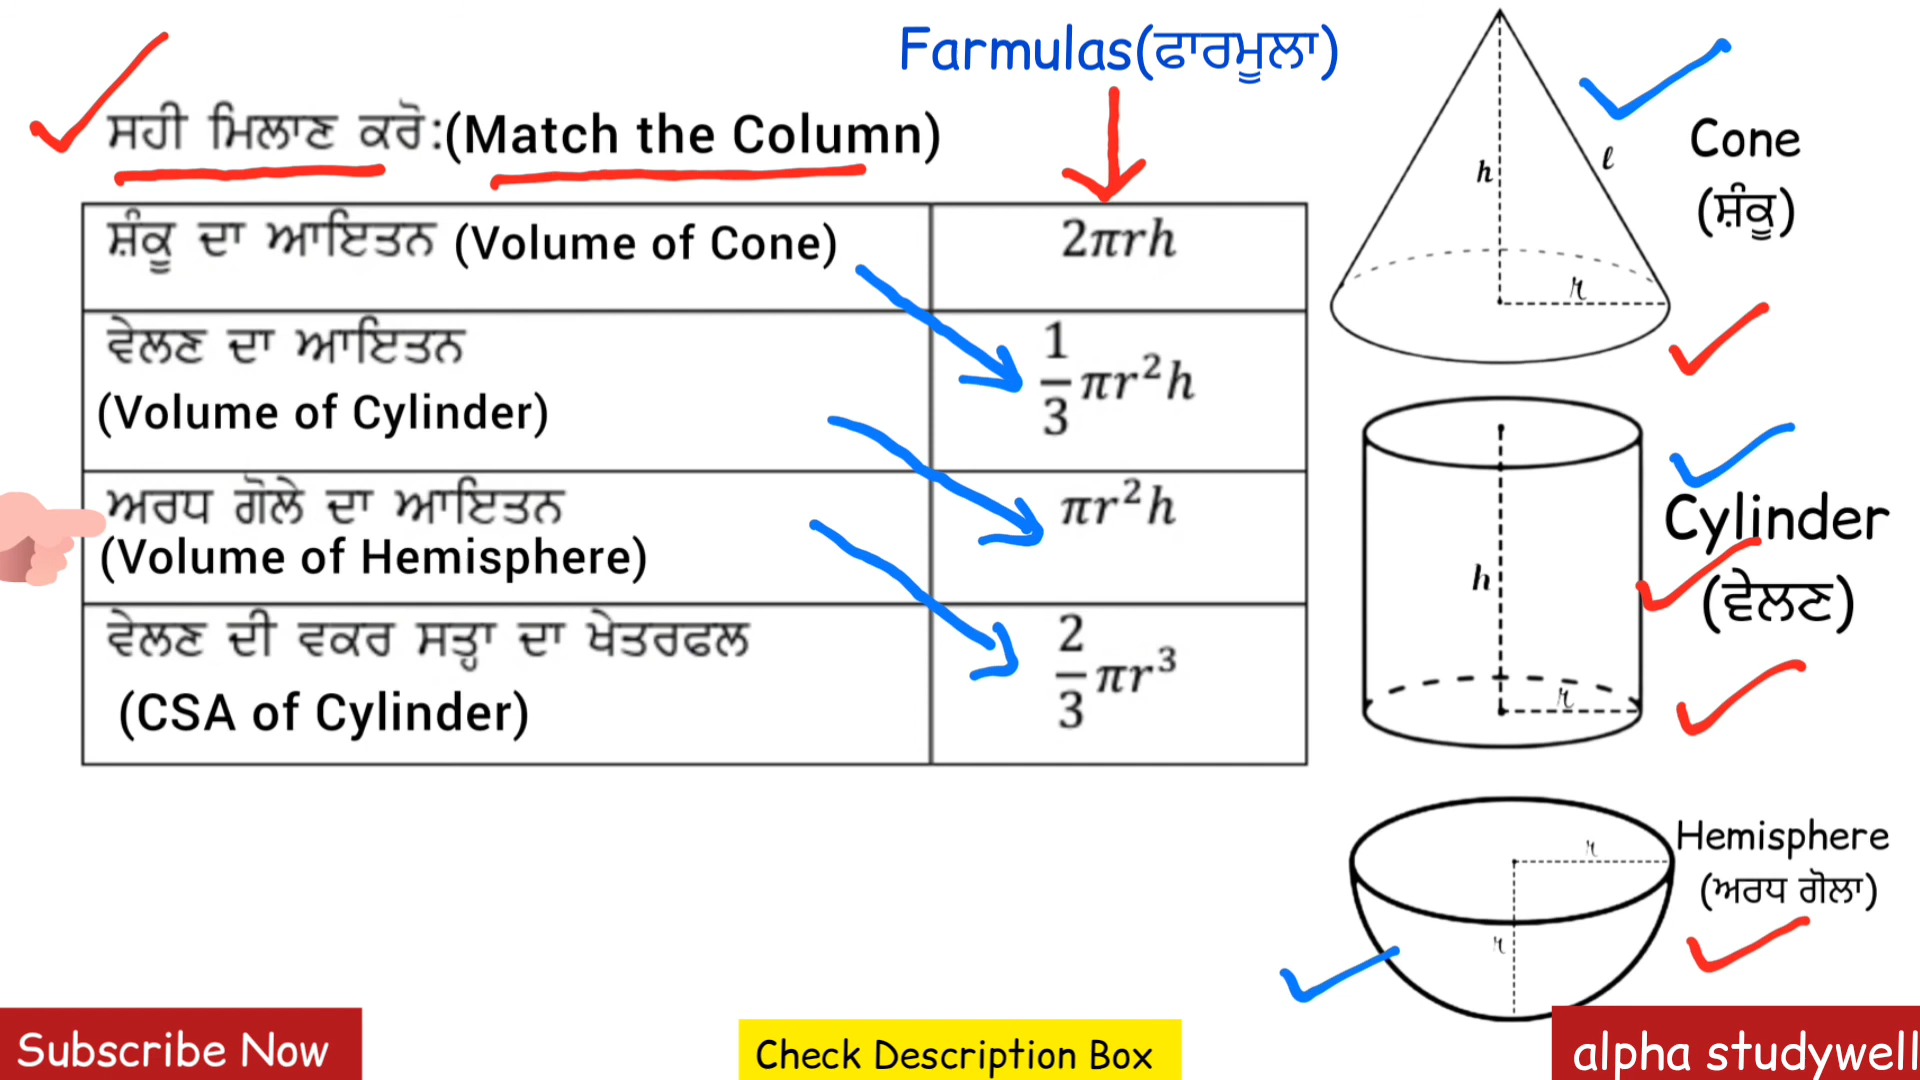 Farmulas(ਫਾਰਮੂਲਾ)
ਸਹੀ ਮਿਲਾਣ ਕਰੋ:(Match the Column)
ਸ਼ੰਕੂ ਦਾ ਆਇਤਨ (Volume of Cone)
2πrh
ਵੇਲਣ ਦਾ ਆਇਤਨ
(Volume of Cylinder)
1/3 πr²h
ਅਰਧ ਗੋਲੇ ਦਾ ਆਇਤਨ
(Volume of Hemisphere)
πr²h
ਵੇਲਣ ਦੀ ਵਕਰ ਸਤ੍ਹਾ ਦਾ ਖੇਤਰਫਲ
(CSA of Cylinder)
2/3 πr³
h
ℓ
r
Cone
(ਸ਼ੰਕੂ)
h
r
Cylinder
(ਵੇਲਣ)
r
r
Hemisphere
(ਅਰਧ ਗੋਲਾ)
Subscribe Now
Check Description Box
alpha studywell